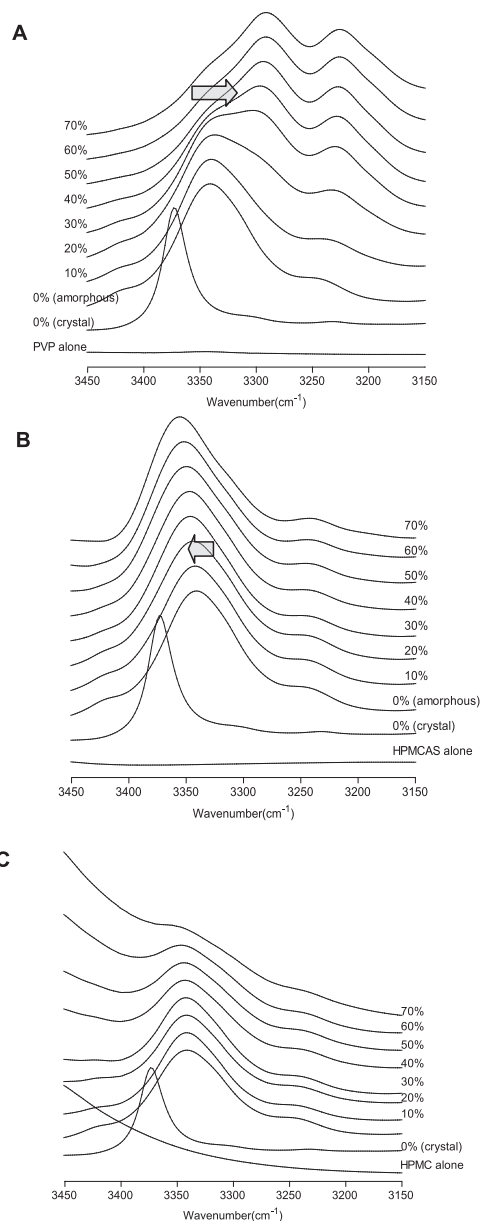 A
70%
60%
50%
40%
30%
20%
10%
0% (amorphous)
0% (crystal)
PVP alone
3450 3400 3350 3300 3250 3200 3150
Wavenumber(cm-1)
B
70%
60%
50%
40%
30%
20%
10%
0% (amorphous)
0% (crystal)
HPMCAS alone
3450 3400 3350 3300 3250 3200 3150
Wavenumber(cm-1)
C
70%
60%
50%
40%
30%
20%
10%
0% (crystal)
HPMC alone
3450 3400 3350 3300 3250 3200 3150
Wavenumber(cm-1)